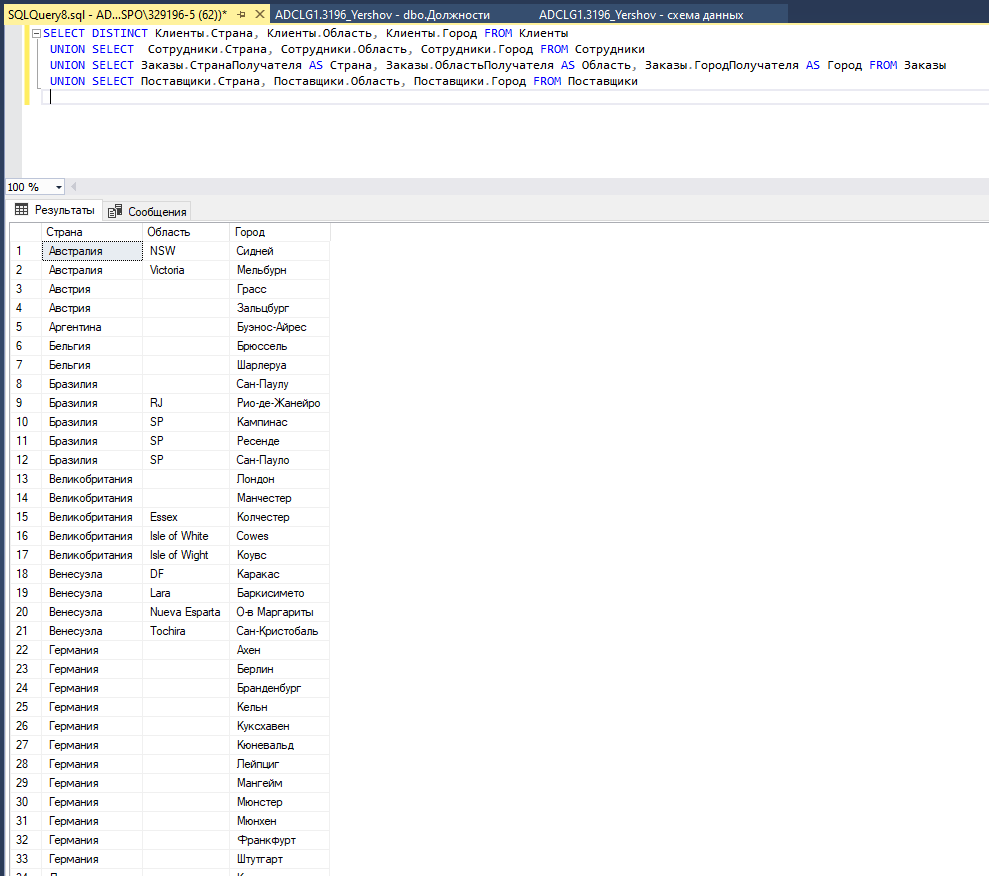 SQLQuery8.sql - AD...SPO\329196-5 (62))* ADCLG1.3196_Yershov - dbo.Должности ADCLG1.3196_Yershov - схема данных
SELECT DISTINCT Клиенты.Страна, Клиенты.Область, Клиенты.Город FROM Клиенты
UNION SELECT Сотрудники.Страна, Сотрудники.Область, Сотрудники.Город FROM Сотрудники
UNION SELECT Заказы.СтранаПолучателя AS Страна, Заказы.ОбластьПолучателя AS Область, Заказы.ГородПолучателя AS Город FROM Заказы
UNION SELECT Поставщики.Страна, Поставщики.Область, Поставщики.Город FROM Поставщики
100 %
Результаты Сообщения
Страна Область Город
1 Австралия NSW Сидней
2 Австралия Victoria Мельбурн
3 Австрия Грасс
4 Австрия Зальцбург
5 Аргентина Буэнос-Айрес
6 Бельгия Брюссель
7 Бельгия Шарлеруа
8 Бразилия Сан-Паулу
9 Бразилия RJ Рио-де-Жанейро
10 Бразилия SP Кампинас
11 Бразилия SP Ресенде
12 Бразилия SP Сан-Пауло
13 Великобритания Лондон
14 Великобритания Манчестер
15 Великобритания Essex Колчестер
16 Великобритания Isle of White Cowes
17 Великобритания Isle of Wight Коувс
18 Венесуэла DF Каракас
19 Венесуэла Lara Баркисимето
20 Венесуэла Nueva Esparta О-в Маргариты
21 Венесуэла Tochira Сан-Кристобаль
22 Германия Ахен
23 Германия Берлин
24 Германия Бранденбург
25 Германия Кельн
26 Германия Куксхавен
27 Германия Кюневальд
28 Германия Лейпциг
29 Германия Мангейм
30 Германия Мюнстер
31 Германия Мюнхен
32 Германия Франкфурт
33 Германия Штутгарт